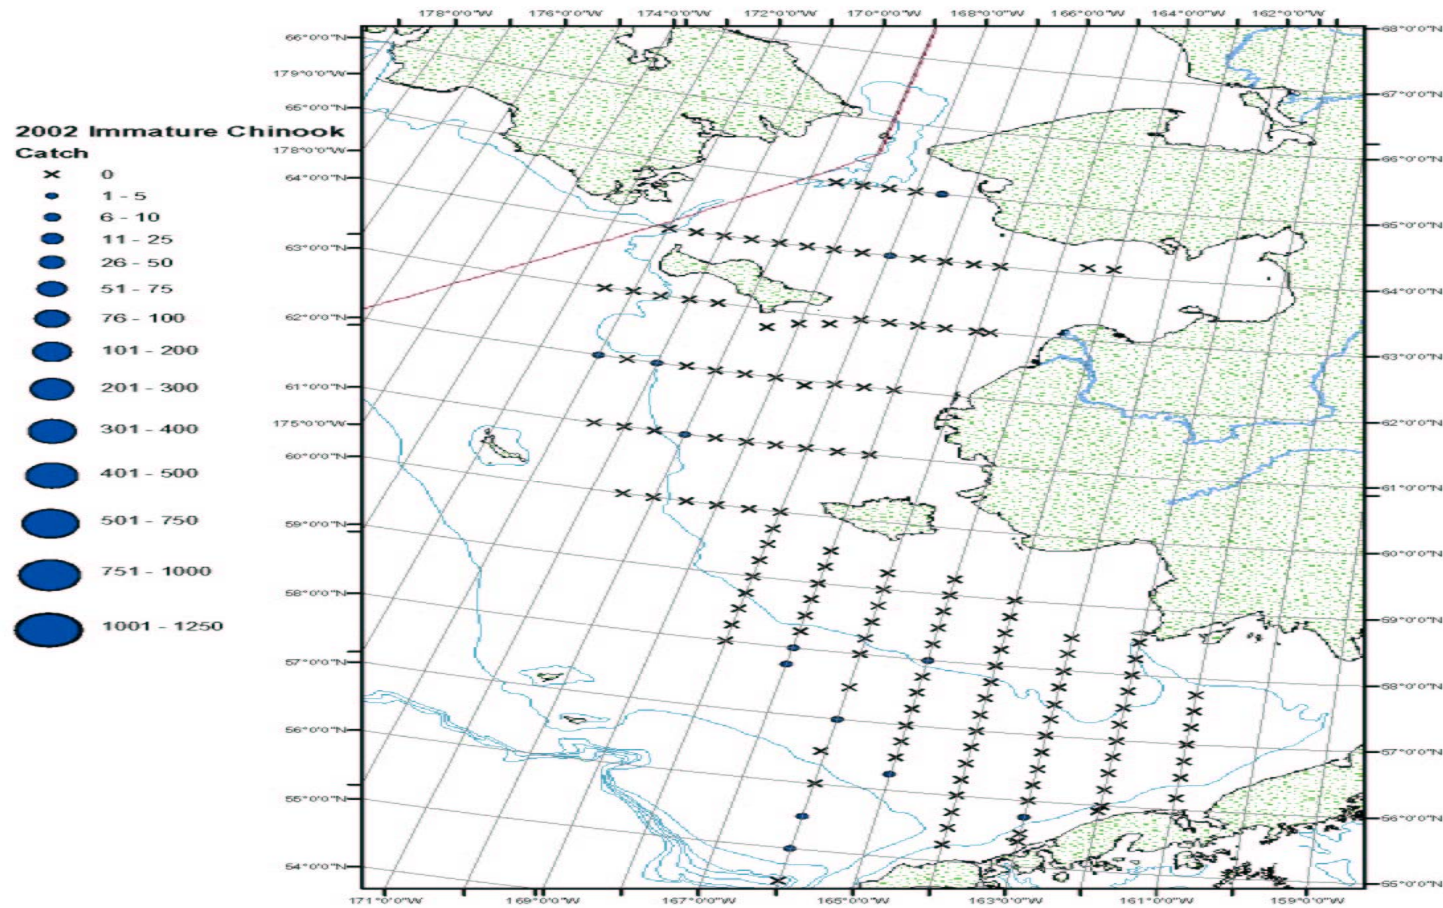 178°0'0"W 176°0'0"W 174°0'0"W 172°0'0"W 170°0'0"W 168°0'0"W 166°0'0"W 164°0'0"W 162°0'0"W
66°0'0"N
179°0'0"W
65°0'0"N
178°0'0"W
64°0'0"N
63°0'0"N
62°0'0"N
61°0'0"N
175°0'0"W
60°0'0"N
59°0'0"N
58°0'0"N
57°0'0"N
56°0'0"N
55°0'0"N
54°0'0"N
2002 Immature Chinook
Catch
0
1 - 5
6 - 10
11 - 25
26 - 50
51 - 75
76 - 100
101 - 200
201 - 300
301 - 400
401 - 500
501 - 750
751 - 1000
1001 - 1250
68°0'0"N
67°0'0"N
66°0'0"N
65°0'0"N
64°0'0"N
63°0'0"N
62°0'0"N
61°0'0"N
60°0'0"N
59°0'0"N
58°0'0"N
57°0'0"N
56°0'0"N
55°0'0"N
171°0'0"W 169°0'0"W 167°0'0"W 165°0'0"W 163°0'0"W 161°0'0"W 159°0'0"W